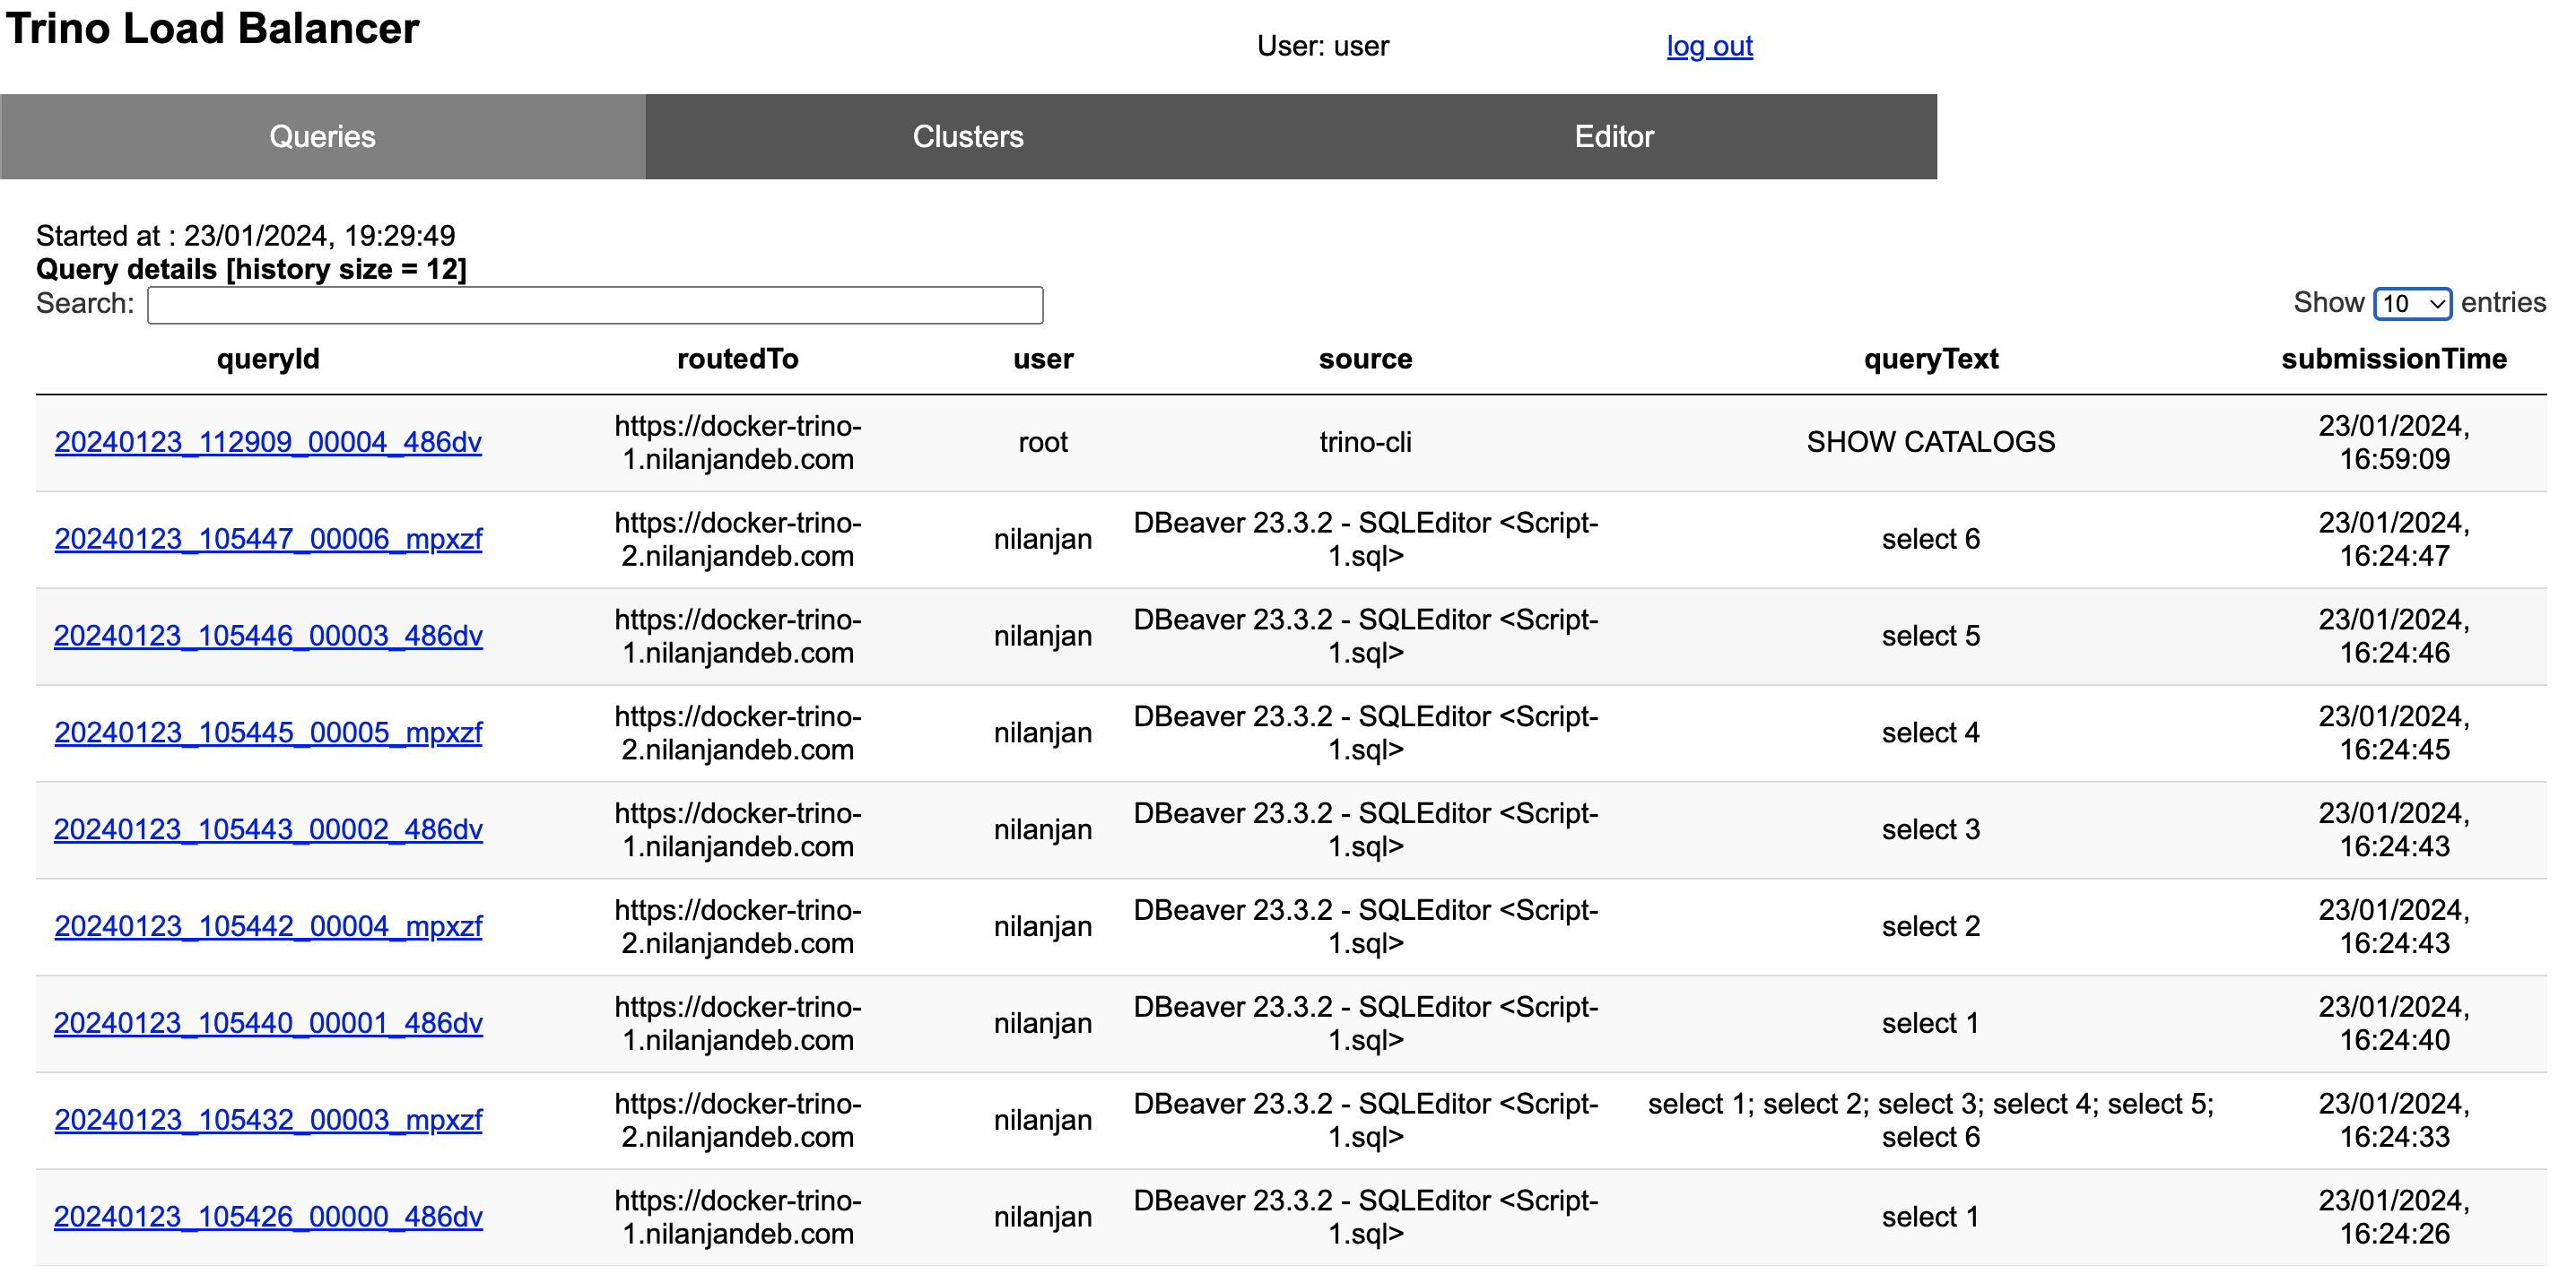 Trino Load Balancer
User: user log out
Queries Clusters Editor
Started at : 23/01/2024, 19:29:49
Query details [history size = 12]
Search: Show 10 entries
queryId routedTo user source queryText submissionTime
20240123_112909_00004_486dv https://docker-trino-
1.nilanjandeb.com root trino-cli SHOW CATALOGS 23/01/2024,
16:59:09
20240123_105447_00006_mpxzf https://docker-trino-
2.nilanjandeb.com nilanjan DBeaver 23.3.2 - SQLEditor <Script-
1.sql> select 6 23/01/2024,
16:24:47
20240123_105446_00003_486dv https://docker-trino-
1.nilanjandeb.com nilanjan DBeaver 23.3.2 - SQLEditor <Script-
1.sql> select 5 23/01/2024,
16:24:46
20240123_105445_00005_mpxzf https://docker-trino-
2.nilanjandeb.com nilanjan DBeaver 23.3.2 - SQLEditor <Script-
1.sql> select 4 23/01/2024,
16:24:45
20240123_105443_00002_486dv https://docker-trino-
1.nilanjandeb.com nilanjan DBeaver 23.3.2 - SQLEditor <Script-
1.sql> select 3 23/01/2024,
16:24:43
20240123_105442_00004_mpxzf https://docker-trino-
2.nilanjandeb.com nilanjan DBeaver 23.3.2 - SQLEditor <Script-
1.sql> select 2 23/01/2024,
16:24:43
20240123_105440_00001_486dv https://docker-trino-
1.nilanjandeb.com nilanjan DBeaver 23.3.2 - SQLEditor <Script-
1.sql> select 1 23/01/2024,
16:24:40
20240123_105432_00003_mpxzf https://docker-trino-
2.nilanjandeb.com nilanjan DBeaver 23.3.2 - SQLEditor <Script-
1.sql> select 1; select 2; select 3; select 4; select 5;
select 6 23/01/2024,
16:24:33
20240123_105426_00000_486dv https://docker-trino-
1.nilanjandeb.com nilanjan DBeaver 23.3.2 - SQLEditor <Script-
1.sql> select 1 23/01/2024,
16:24:26